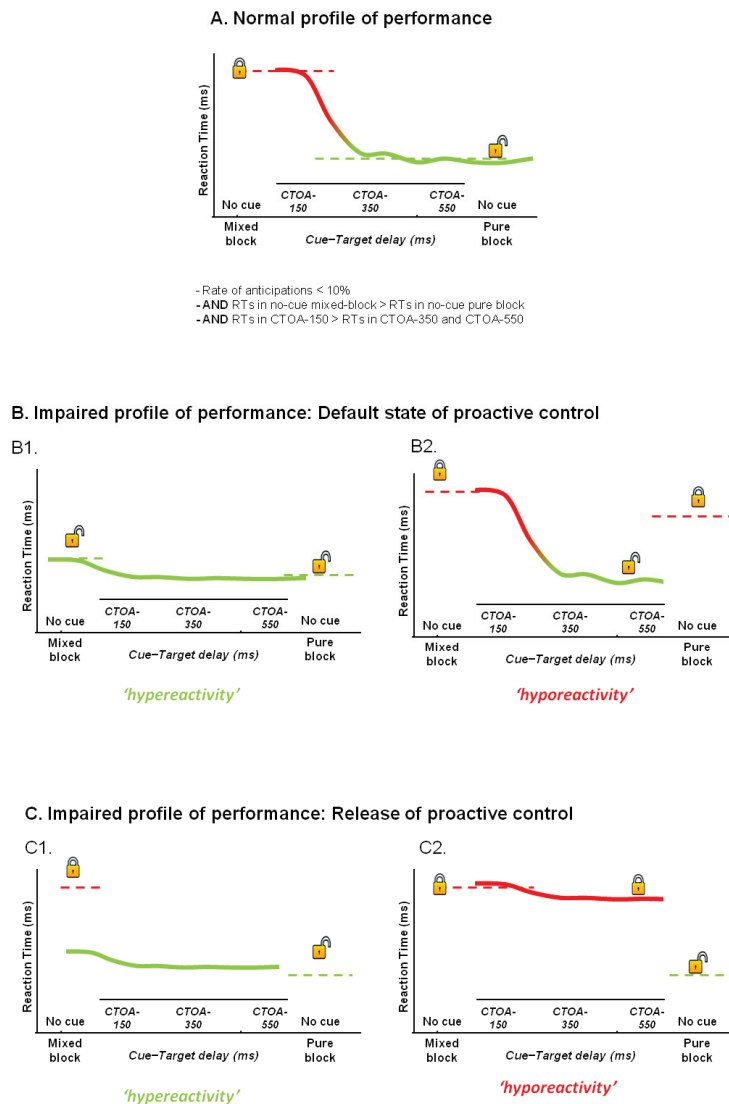 A. Normal profile of performance
Reaction Time (ms)
CTOA-
150
CTOA-
350
CTOA-
550
No cue
No cue
Mixed
block
Cue–Target delay (ms)
Pure
block
- Rate of anticipations < 10%
- AND RTs in no-cue mixed-block > RTs in no-cue pure block
- AND RTs in CTOA-150 > RTs in CTOA-350 and CTOA-550
B. Impaired profile of performance: Default state of proactive control
B1.
Reaction Time (ms)
CTOA-
150
CTOA-
350
CTOA-
550
No cue
No cue
Mixed
block
Cue–Target delay (ms)
Pure
block
'hypereactivity'
B2.
Reaction Time (ms)
CTOA-
150
CTOA-
350
CTOA-
550
No cue
No cue
Mixed
block
Cue–Target delay (ms)
Pure
block
'hyporeactivity'
C. Impaired profile of performance: Release of proactive control
C1.
Reaction Time (ms)
CTOA-
150
CTOA-
350
CTOA-
550
No cue
No cue
Mixed
block
Cue–Target delay (ms)
Pure
block
'hypereactivity'
C2.
Reaction Time (ms)
CTOA-
150
CTOA-
350
CTOA-
550
No cue
No cue
Mixed
block
Cue–Target delay (ms)
Pure
block
'hyporeactivity'